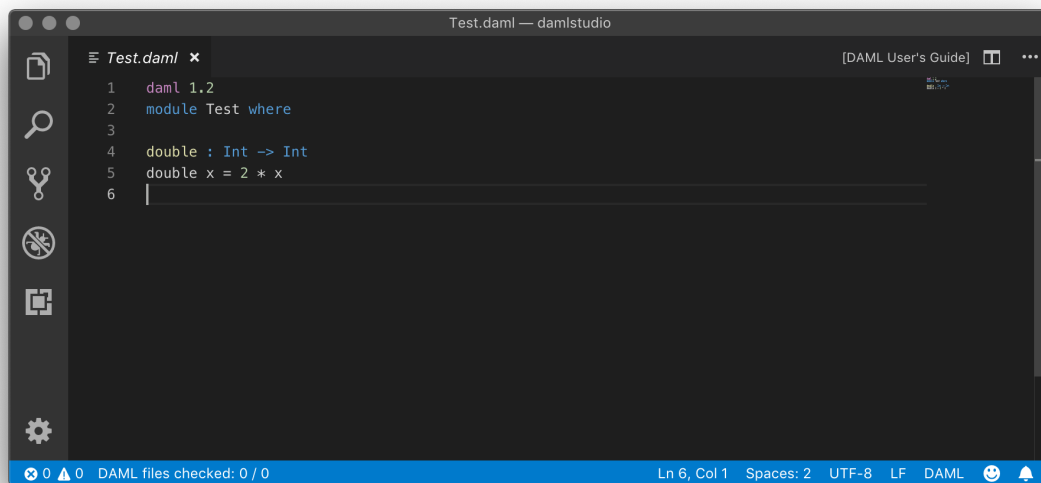 Test.daml — damlstudio
Test.daml ×
[DAML User's Guide]
1 daml 1.2
2 module Test where
3
4 double : Int -> Int
5 double x = 2 * x
6
0 0 DAML files checked: 0 / 0
Ln 6, Col 1 Spaces: 2 UTF-8 LF DAML